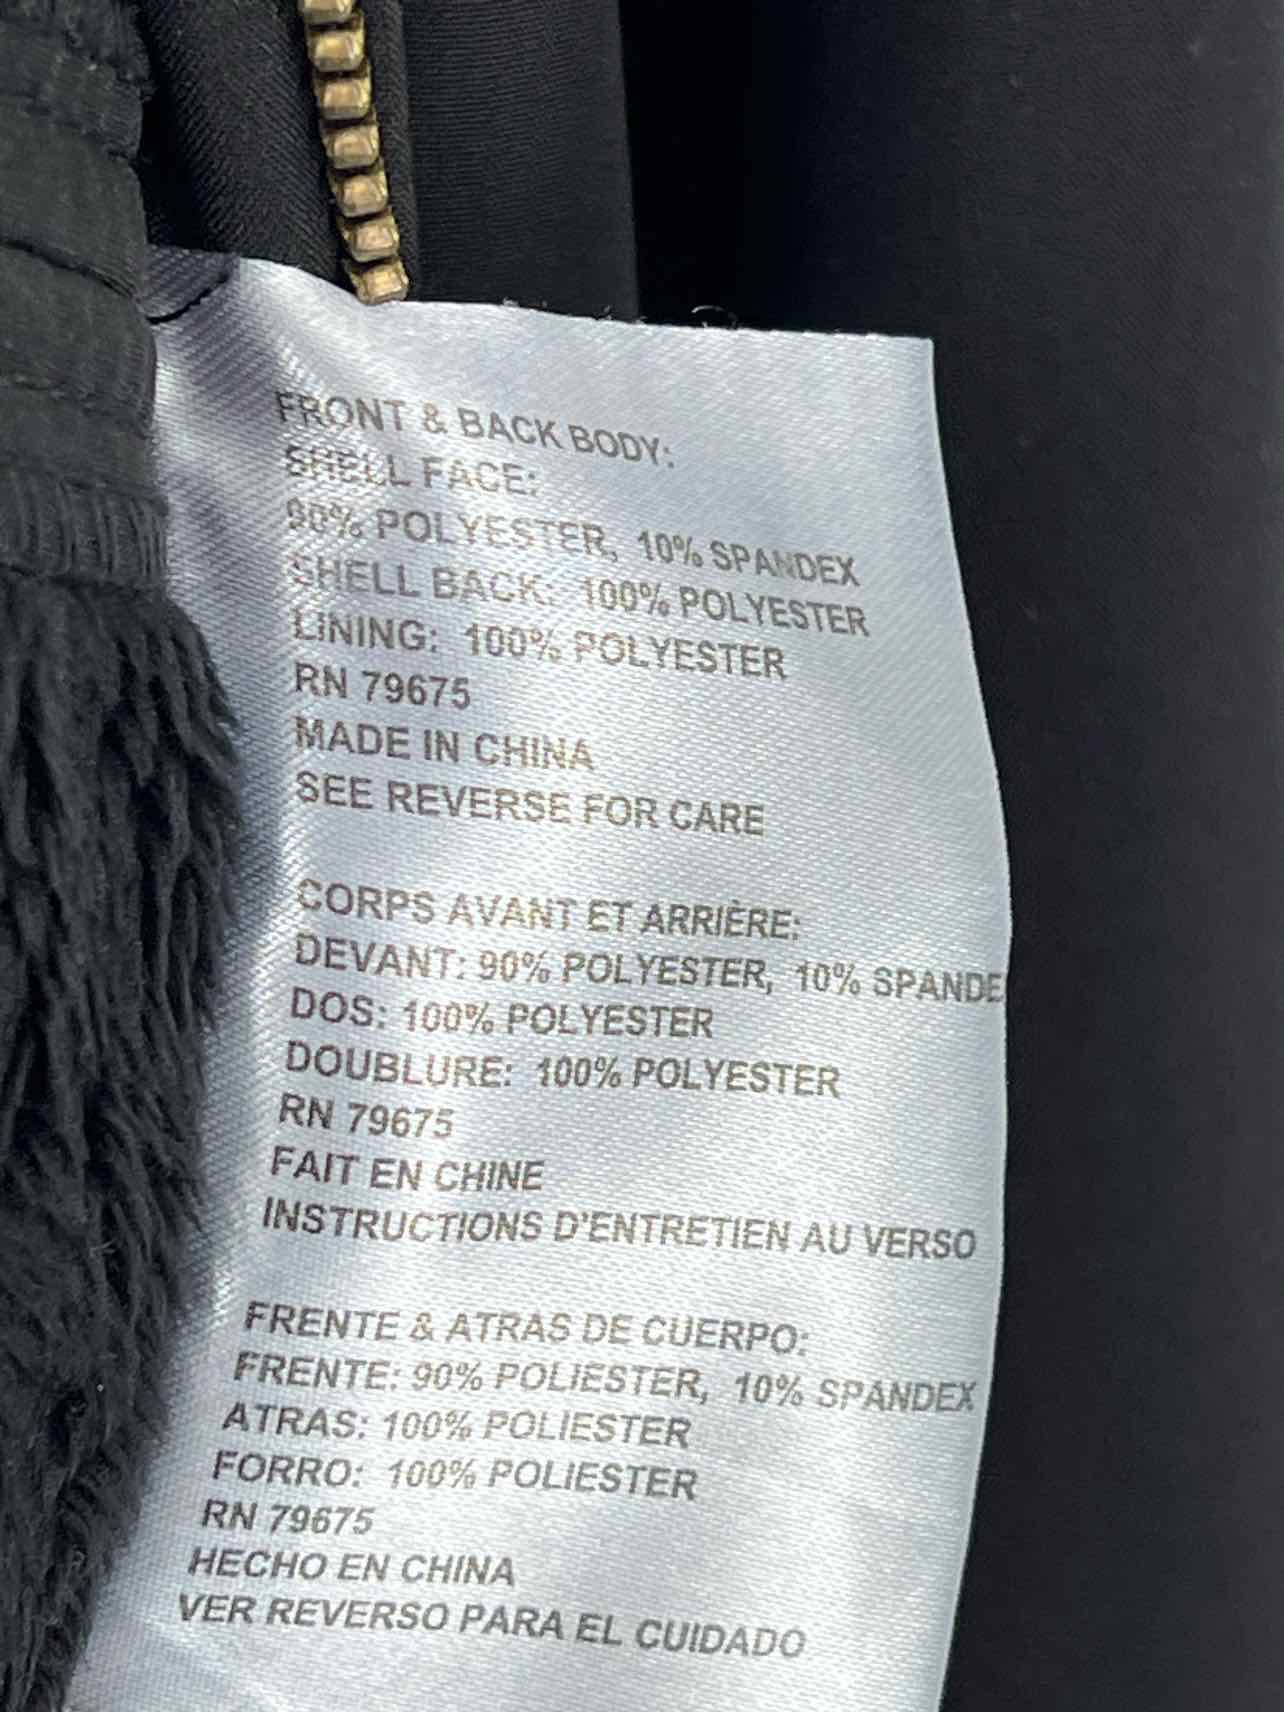 FRONT & BACK BODY:
SHELL FACE:
90% POLYESTER, 10% SPANDEX
SHELL BACK: 100% POLYESTER
LINING: 100% POLYESTER
RN 79675
MADE IN CHINA
SEE REVERSE FOR CARE
CORPS AVANT ET ARRIÈRE:
DEVANT: 90% POLYESTER, 10% SPANDE
DOS: 100% POLYESTER
DOUBLURE: 100% POLYESTER
RN 79675
FAIT EN CHINE
INSTRUCTIONS D'ENTRETIEN AU VERSO
FRENTE & ATRAS DE CUERPO:
FRENTE: 90% POLIESTER, 10% SPANDEX
ATRAS: 100% POLIESTER
FORRO: 100% POLIESTER
RN 79675
HECHO EN CHINA
VER REVERSO PARA EL CUIDADO